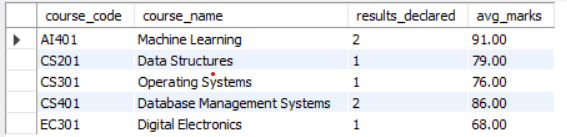 course_code course_name results_declared avg_marks
AI401 Machine Learning 2 91.00
CS201 Data Structures 1 79.00
CS301 Operating Systems 1 76.00
CS401 Database Management Systems 2 86.00
EC301 Digital Electronics 1 68.00